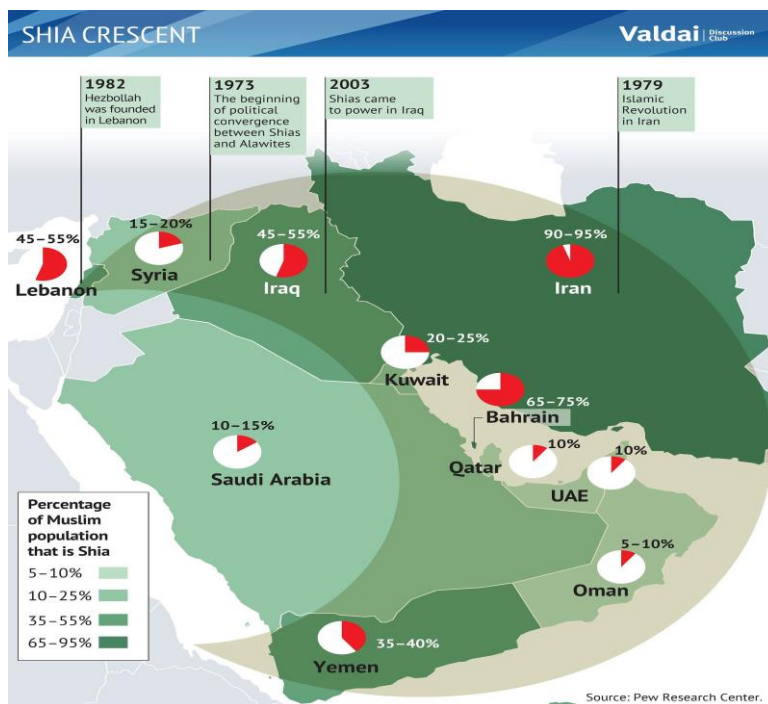 SHIA CRESCENT
Valdai
Discussion
Club
1982
Hezbollah
was founded
in Lebanon
1973
The beginning
of political
convergence
between Shias
and Alawites
2003
Shias came
to power in Iraq
1979
Islamic
Revolution
in Iran
45–55%
Lebanon
15–20%
Syria
45–55%
Iraq
90–95%
Iran
20–25%
Kuwait
65–75%
Bahrain
10–15%
Saudi Arabia
Qatar
10%
10%
UAE
5–10%
Oman
35–40%
Yemen
Percentage
of Muslim
population
that is Shia
5–10%
10–25%
35–55%
65–95%
Source: Pew Research Center.